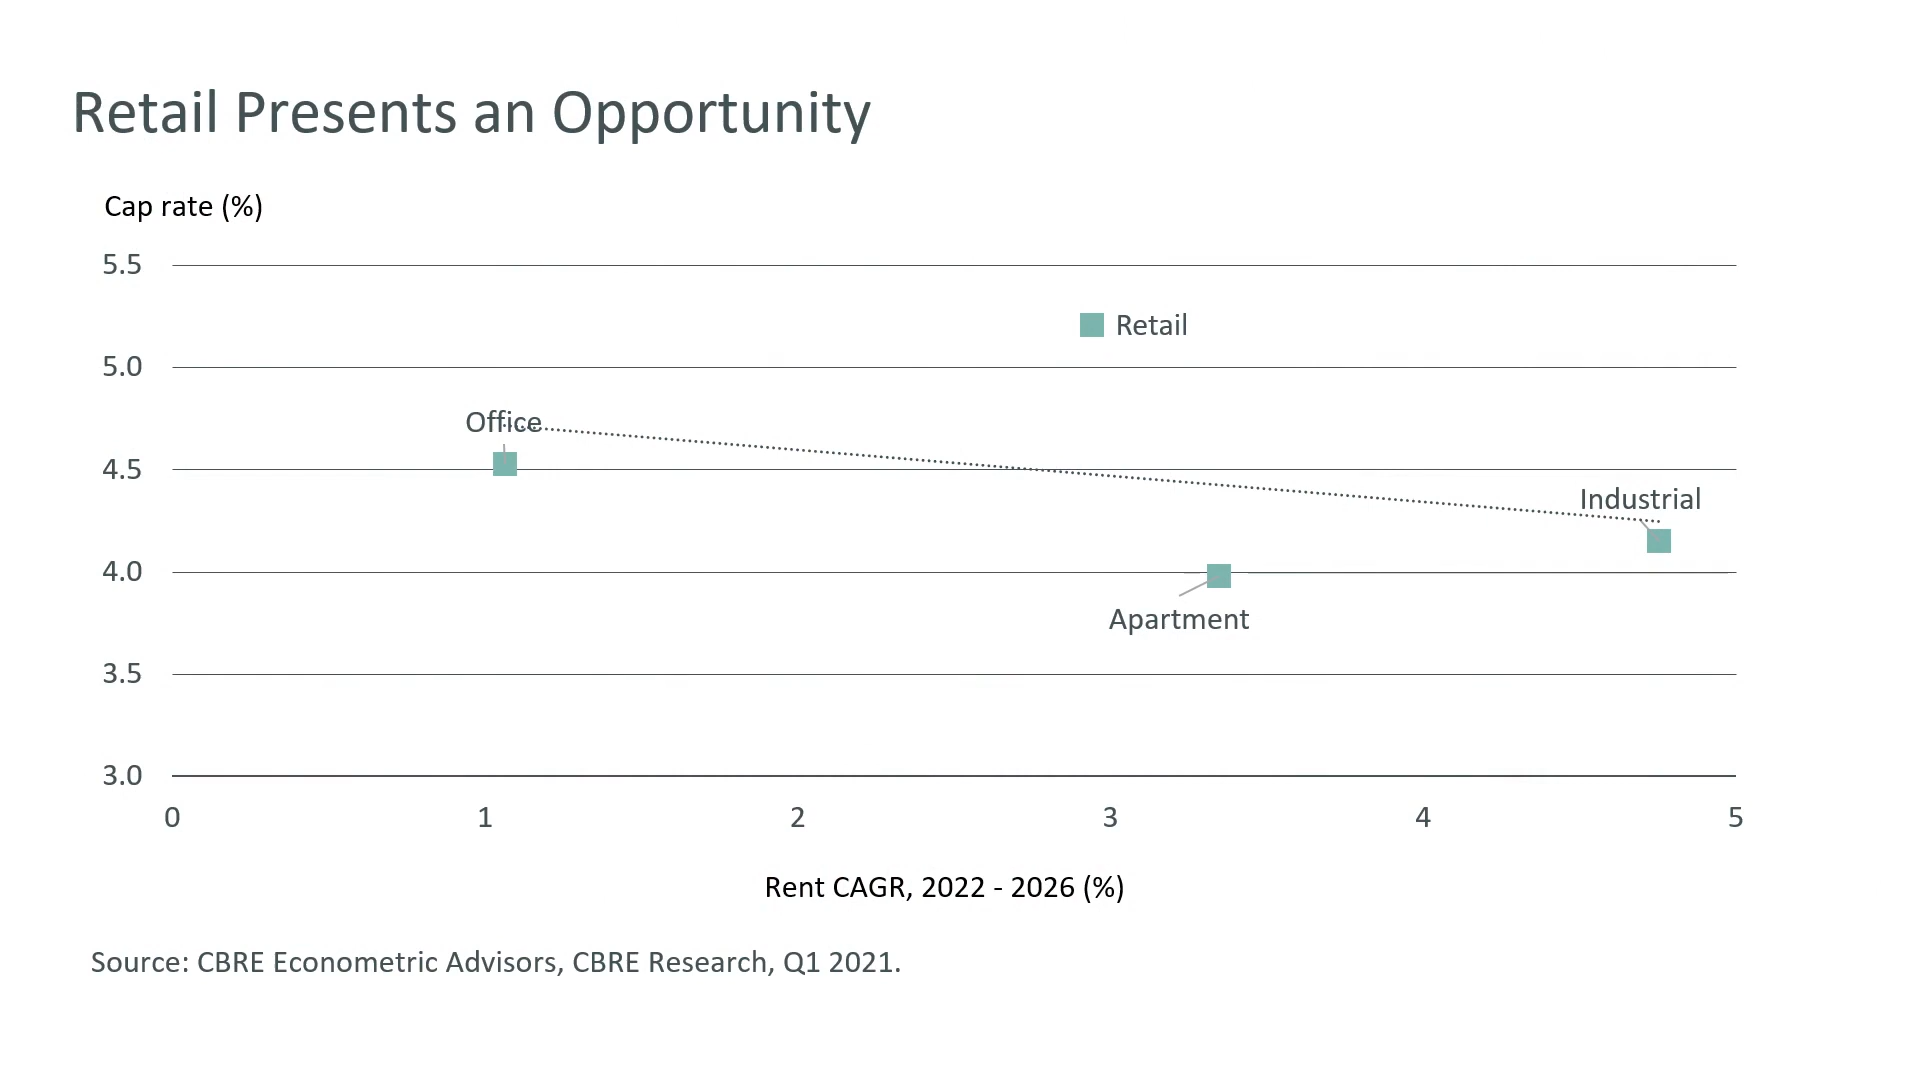 Retail Presents an Opportunity
Cap rate (%)
5.5
Retail
5.0
Office
4.5
Industrial
4.0
Apartment
3.5
3.0
0 1 2 3 4 5
Rent CAGR, 2022 - 2026 (%)
Source: CBRE Econometric Advisors, CBRE Research, Q1 2021.